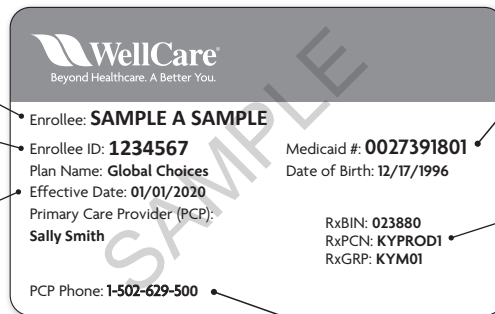 WellCare®
Beyond Healthcare. A Better You.
Enrollee: SAMPLE A SAMPLE
Enrollee ID: 1234567
Medicaid #: 0027391801
Plan Name: Global Choices
Date of Birth: 12/17/1996
Effective Date: 01/01/2020
Primary Care Provider (PCP):
Sally Smith
RxBIN: 023880
RxPCN: KYPROD1
RxGRP: KYM01
PCP Phone: 1-502-629-500
SAMPLE